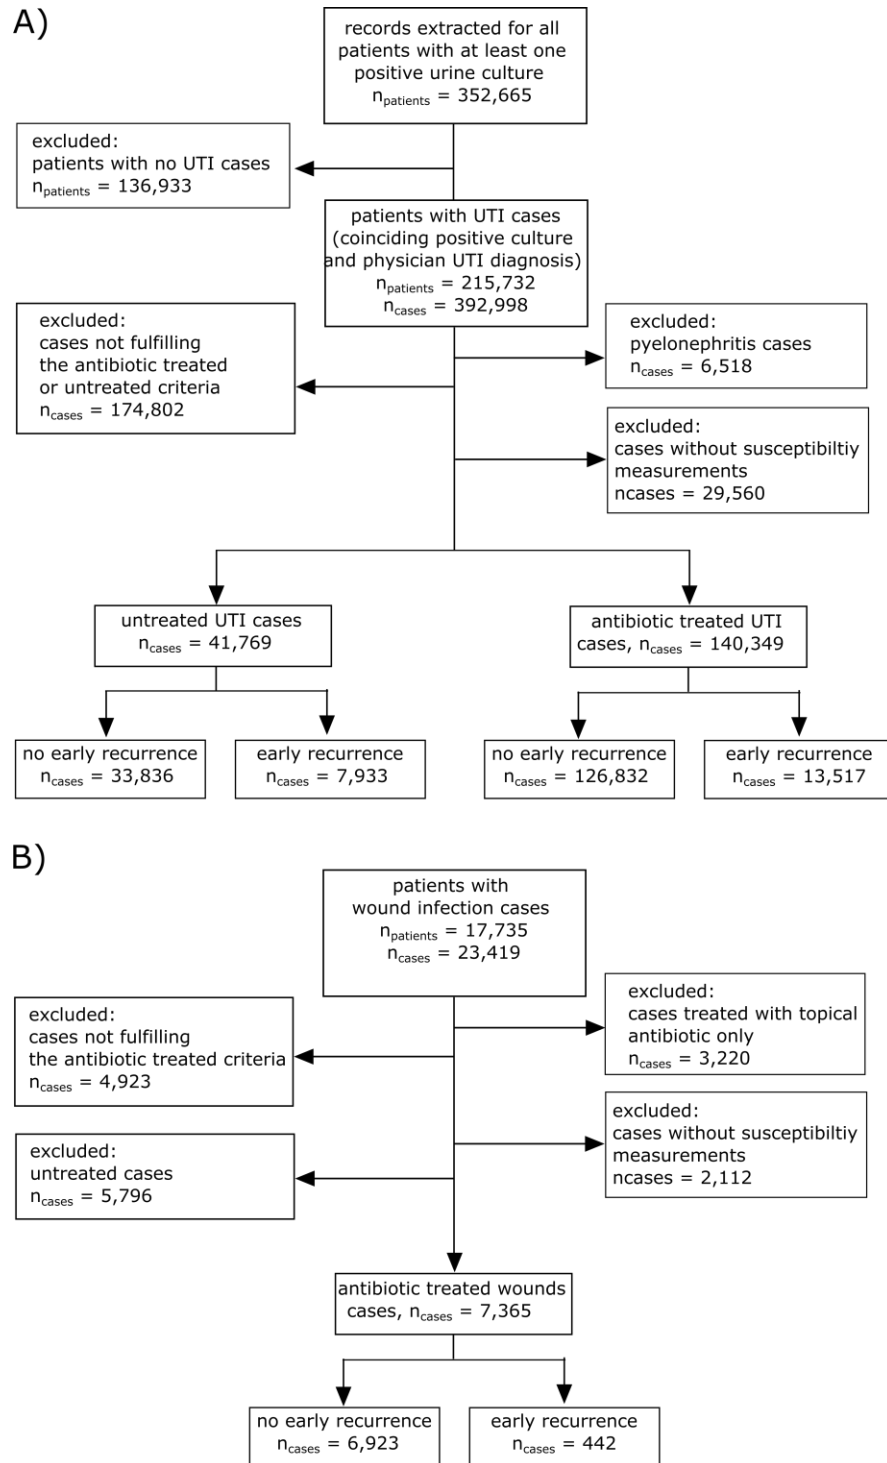 A)
records extracted for all
patients with at least one
positive urine culture
npatients = 352,665
excluded:
patients with no UTI cases
npatients = 136,933
patients with UTI cases
(coinciding positive culture
and physician UTI diagnosis)
npatients = 215,732
ncases = 392,998
excluded:
cases not fulfilling
the antibiotic treated
or untreated criteria
ncases = 174,802
excluded:
pyelonephritis cases
ncases = 6,518
excluded:
cases without susceptibiltiy
measurements
ncases = 29,560
untreated UTI cases
ncases = 41,769
antibiotic treated UTI
cases, ncases = 140,349
no early recurrence
ncases = 33,836
early recurrence
ncases = 7,933
no early recurrence
ncases = 126,832
early recurrence
ncases = 13,517
B)
patients with
wound infection cases
npatients = 17,735
ncases = 23,419
excluded:
cases not fulfilling
the antibiotic treated criteria
ncases = 4,923
excluded:
cases treated with topical
antibiotic only
ncases = 3,220
excluded:
untreated cases
ncases = 5,796
excluded:
cases without susceptibiltiy
measurements
ncases = 2,112
antibiotic treated wounds
cases, ncases = 7,365
no early recurrence
ncases = 6,923
early recurrence
ncases = 442